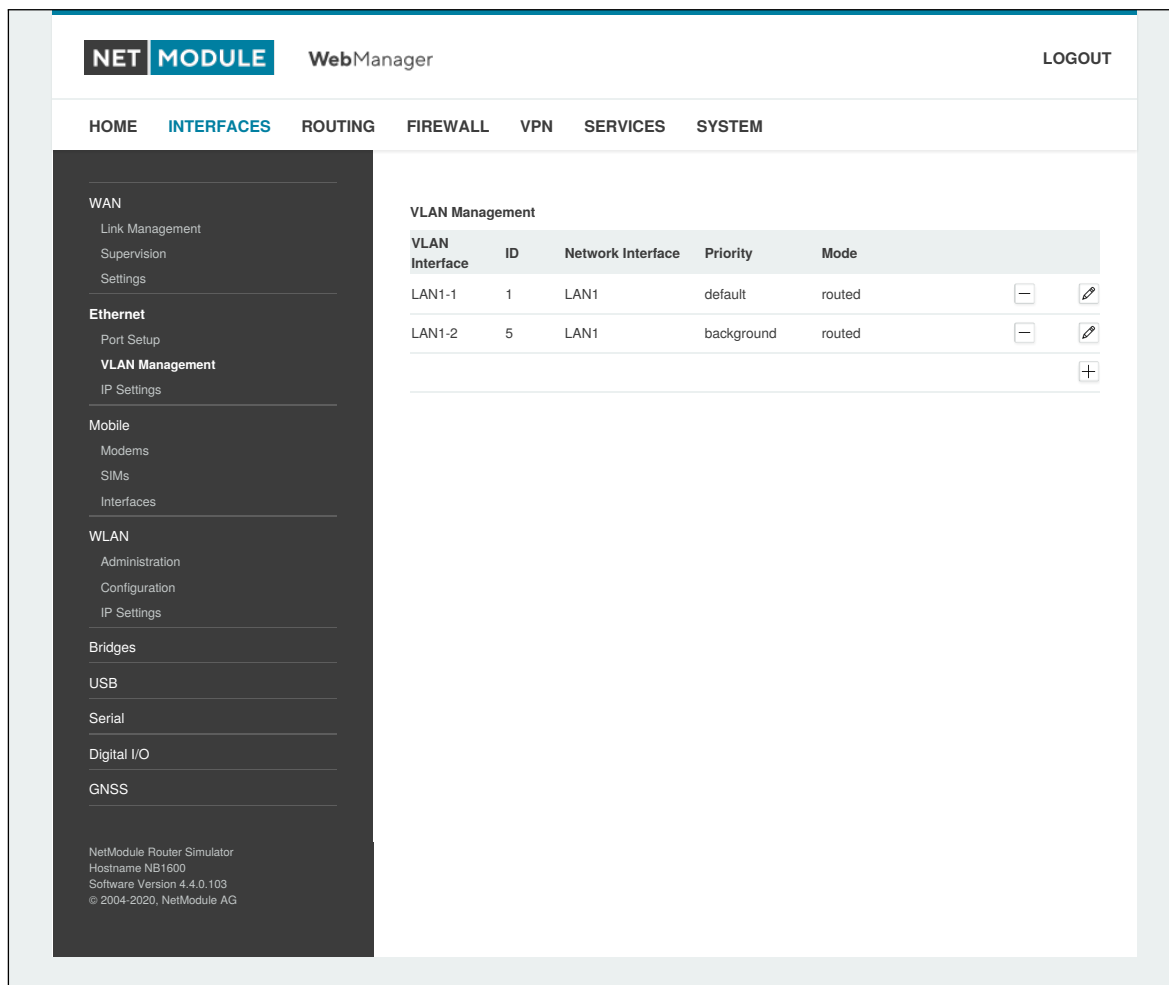 NET MODULE WebManager LOGOUT
HOME INTERFACES ROUTING FIREWALL VPN SERVICES SYSTEM
WAN
Link Management
Supervision
Settings
Ethernet
Port Setup
VLAN Management
IP Settings
Mobile
Modems
SIMs
Interfaces
WLAN
Administration
Configuration
IP Settings
Bridges
USB
Serial
Digital I/O
GNSS
NetModule Router Simulator
Hostname NB1600
Software Version 4.4.0.103
© 2004-2020, NetModule AG
VLAN Management
VLAN Interface ID Network Interface Priority Mode
LAN1-1 1 LAN1 default routed
LAN1-2 5 LAN1 background routed